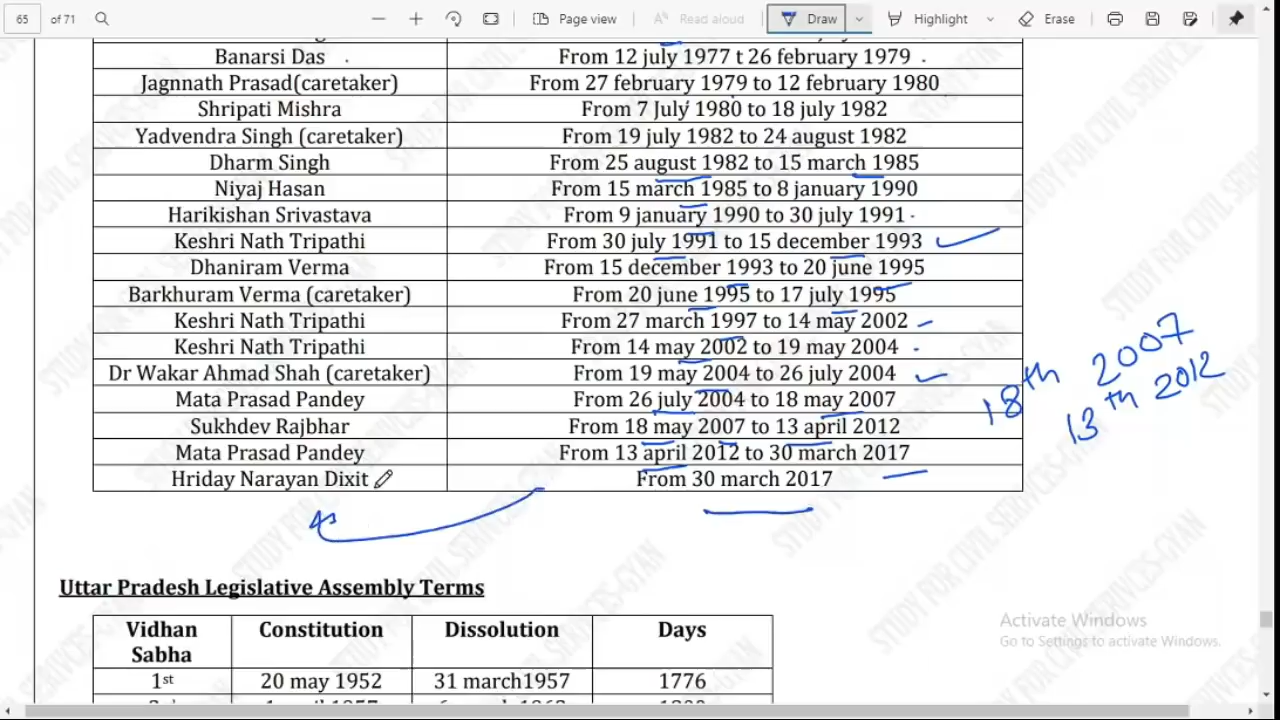 65 of 71 Page view Read aloud Draw Highlight Erase
Banarsi Das From 12 july 1977 t 26 february 1979
Jagnnath Prasad(caretaker) From 27 february 1979 to 12 february 1980
Shripati Mishra From 7 July 1980 to 18 july 1982
Yadvendra Singh (caretaker) From 19 july 1982 to 24 august 1982
Dharm Singh From 25 august 1982 to 15 march 1985
Niyaj Hasan From 15 march 1985 to 8 january 1990
Harikishan Srivastava From 9 january 1990 to 30 july 1991
Keshri Nath Tripathi From 30 july 1991 to 15 december 1993
Dhaniram Verma From 15 december 1993 to 20 june 1995
Barkhuram Verma (caretaker) From 20 june 1995 to 17 july 1995
Keshri Nath Tripathi From 27 march 1997 to 14 may 2002
Keshri Nath Tripathi From 14 may 2002 to 19 may 2004
Dr Wakar Ahmad Shah (caretaker) From 19 may 2004 to 26 july 2004
Mata Prasad Pandey From 26 july 2004 to 18 may 2007
Sukhdev Rajbhar From 18 may 2007 to 13 april 2012
Mata Prasad Pandey From 13 april 2012 to 30 march 2017
Hriday Narayan Dixit From 30 march 2017
18th 2007
13th 2012
Uttar Pradesh Legislative Assembly Terms
Vidhan Sabha Constitution Dissolution Days
1st 20 may 1952 31 march1957 1776
Activate Windows
Go to Settings to activate Windows.
STUDY FOR CIVIL SERIVCES-GYAN